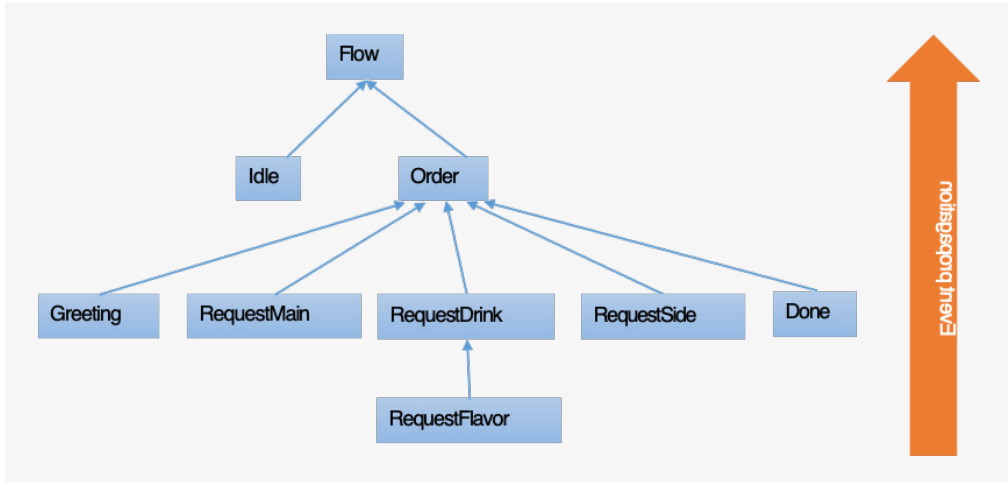 Flow
Idle
Order
Greeting
RequestMain
RequestDrink
RequestSide
Done
RequestFlavor
Event propagation